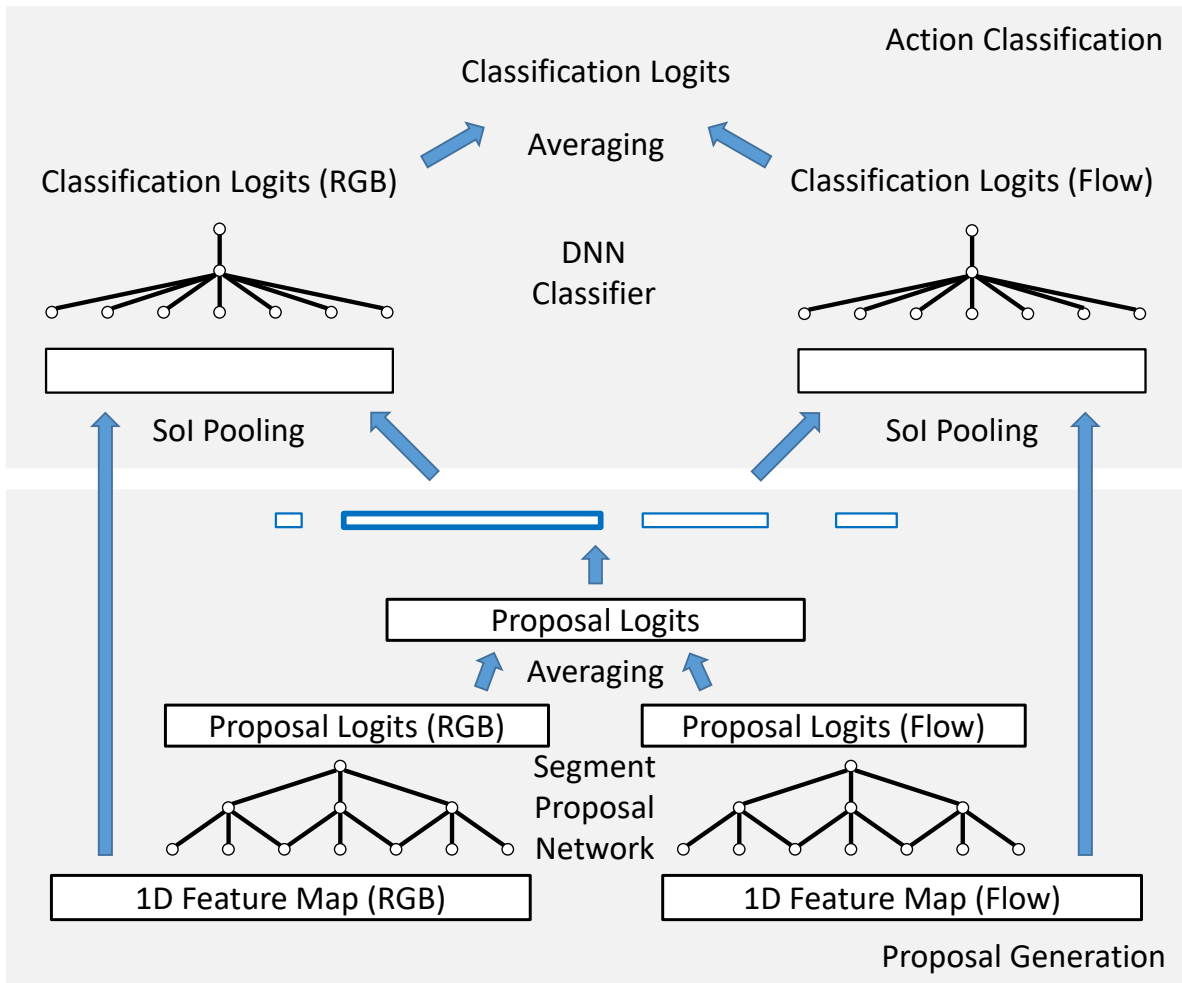 Action Classification
Classification Logits
Averaging
Classification Logits (RGB)
Classification Logits (Flow)
DNN
Classifier
SoI Pooling
SoI Pooling
Proposal Logits
Averaging
Proposal Logits (RGB)
Proposal Logits (Flow)
Segment
Proposal
Network
1D Feature Map (RGB)
1D Feature Map (Flow)
Proposal Generation